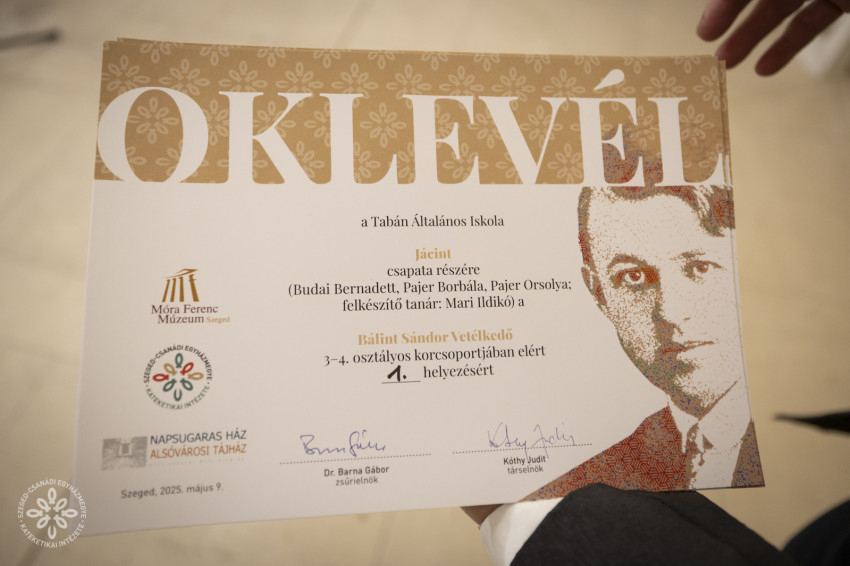 OKLEVÉL
a Tabán Általános Iskola
Jácint
csapata részére
(Budai Bernadett, Pajer Borbála, Pajer Orsolya;
felkészítő tanár: Mari Ildikó) a
Bálint Sándor Vetélkedő
3–4. osztályos korcsoportjában elért
1. helyezésért
Móra Ferenc
Múzeum Szeged
SZEGED-CSANÁDI EGYHÁZMEGYE
KATEKETIKAI INTÉZETE
NAPSUGARAS HÁZ
ALSÓVÁROSI TÁJHÁZ
Dr. Barna Gábor
zsűrielnök
Kóthy Judit
társelnök
Szeged, 2025. május 9.
SZEGED-CSANÁDI EGYHÁZMEGYE
KATEKETIKAI INTÉZETE